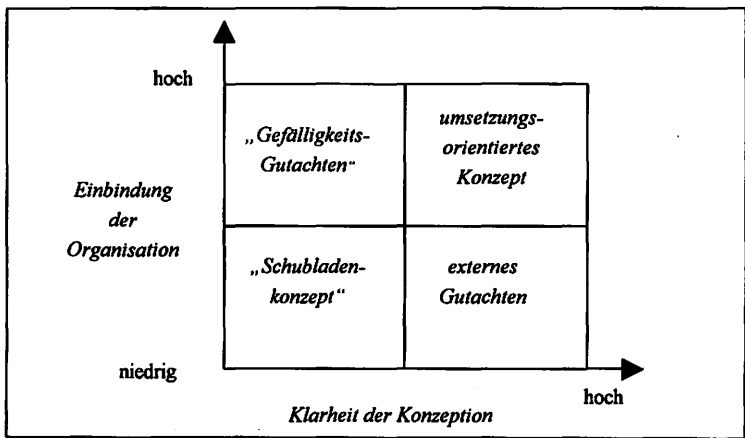 hoch
„Gefälligkeits-
Gutachten“
umsetzungs-
orientiertes
Konzept
Einbindung
der
Organisation
„Schubladen-
konzept“
externes
Gutachten
niedrig
hoch
Klarheit der Konzeption